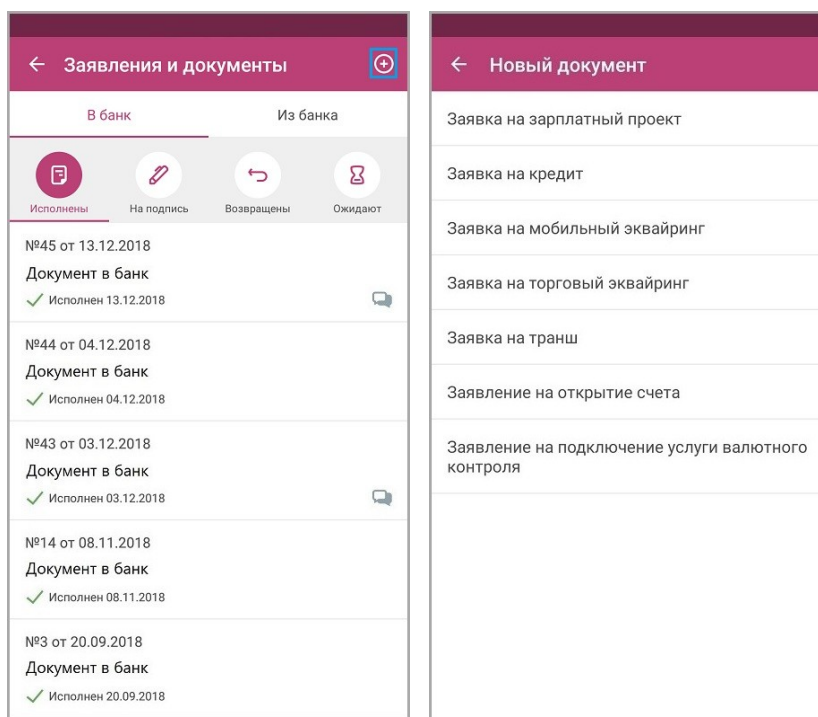 Заявления и документы
В банк
Из банка
Исполнены
На подпись
Возвращены
Ожидают
№45 от 13.12.2018
Документ в банк
Исполнен 13.12.2018
№44 от 04.12.2018
Документ в банк
Исполнен 04.12.2018
№43 от 03.12.2018
Документ в банк
Исполнен 03.12.2018
№14 от 08.11.2018
Документ в банк
Исполнен 08.11.2018
№3 от 20.09.2018
Документ в банк
Исполнен 20.09.2018
Новый документ
Заявка на зарплатный проект
Заявка на кредит
Заявка на мобильный эквайринг
Заявка на торговый эквайринг
Заявка на транш
Заявление на открытие счета
Заявление на подключение услуги валютного
контроля